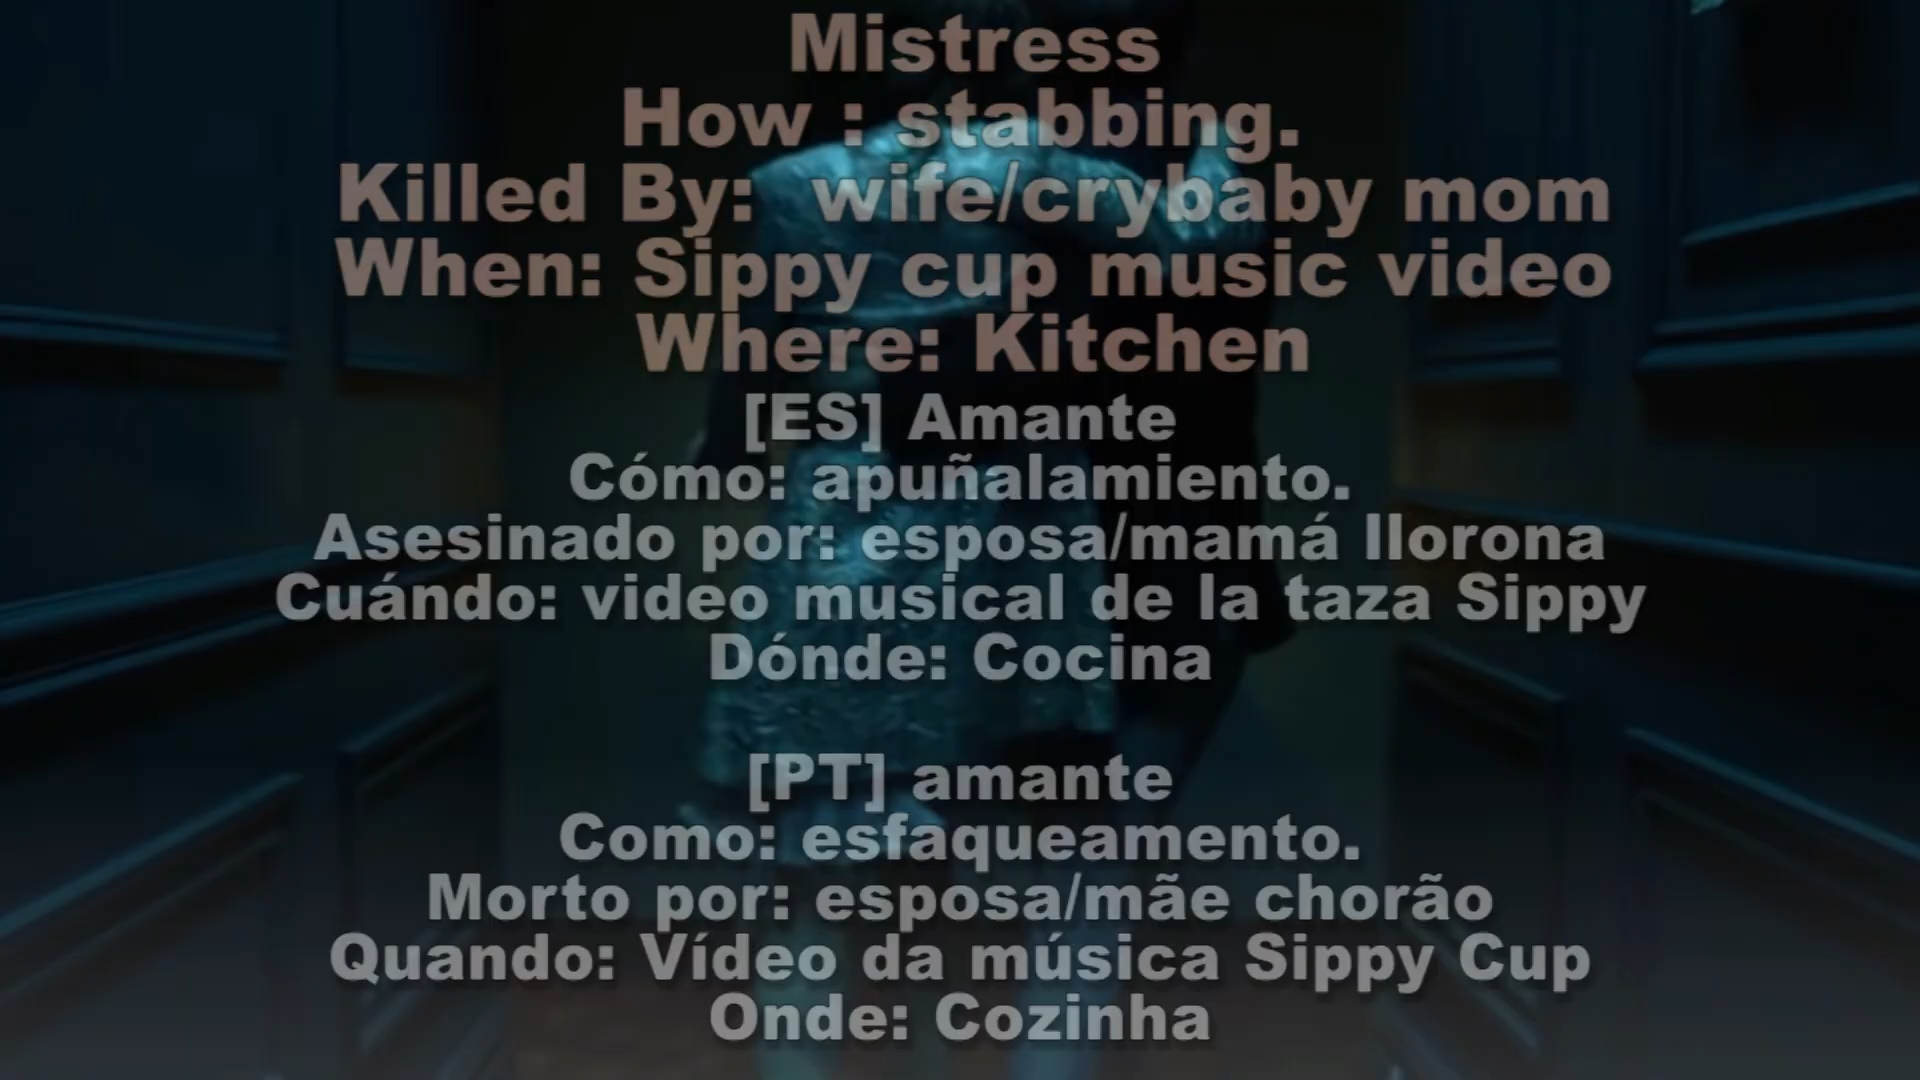 Mistress
How : stabbing.
Killed By: wife/crybaby mom
When: Sippy cup music video
Where: Kitchen
[ES] Amante
Cómo: apuñalamiento.
Asesinado por: esposa/mamá llorona
Cuándo: video musical de la taza Sippy
Dónde: Cocina
[PT] amante
Como: esfaqueamento.
Morto por: esposa/mãe chorão
Quando: Vídeo da música Sippy Cup
Onde: Cozinha